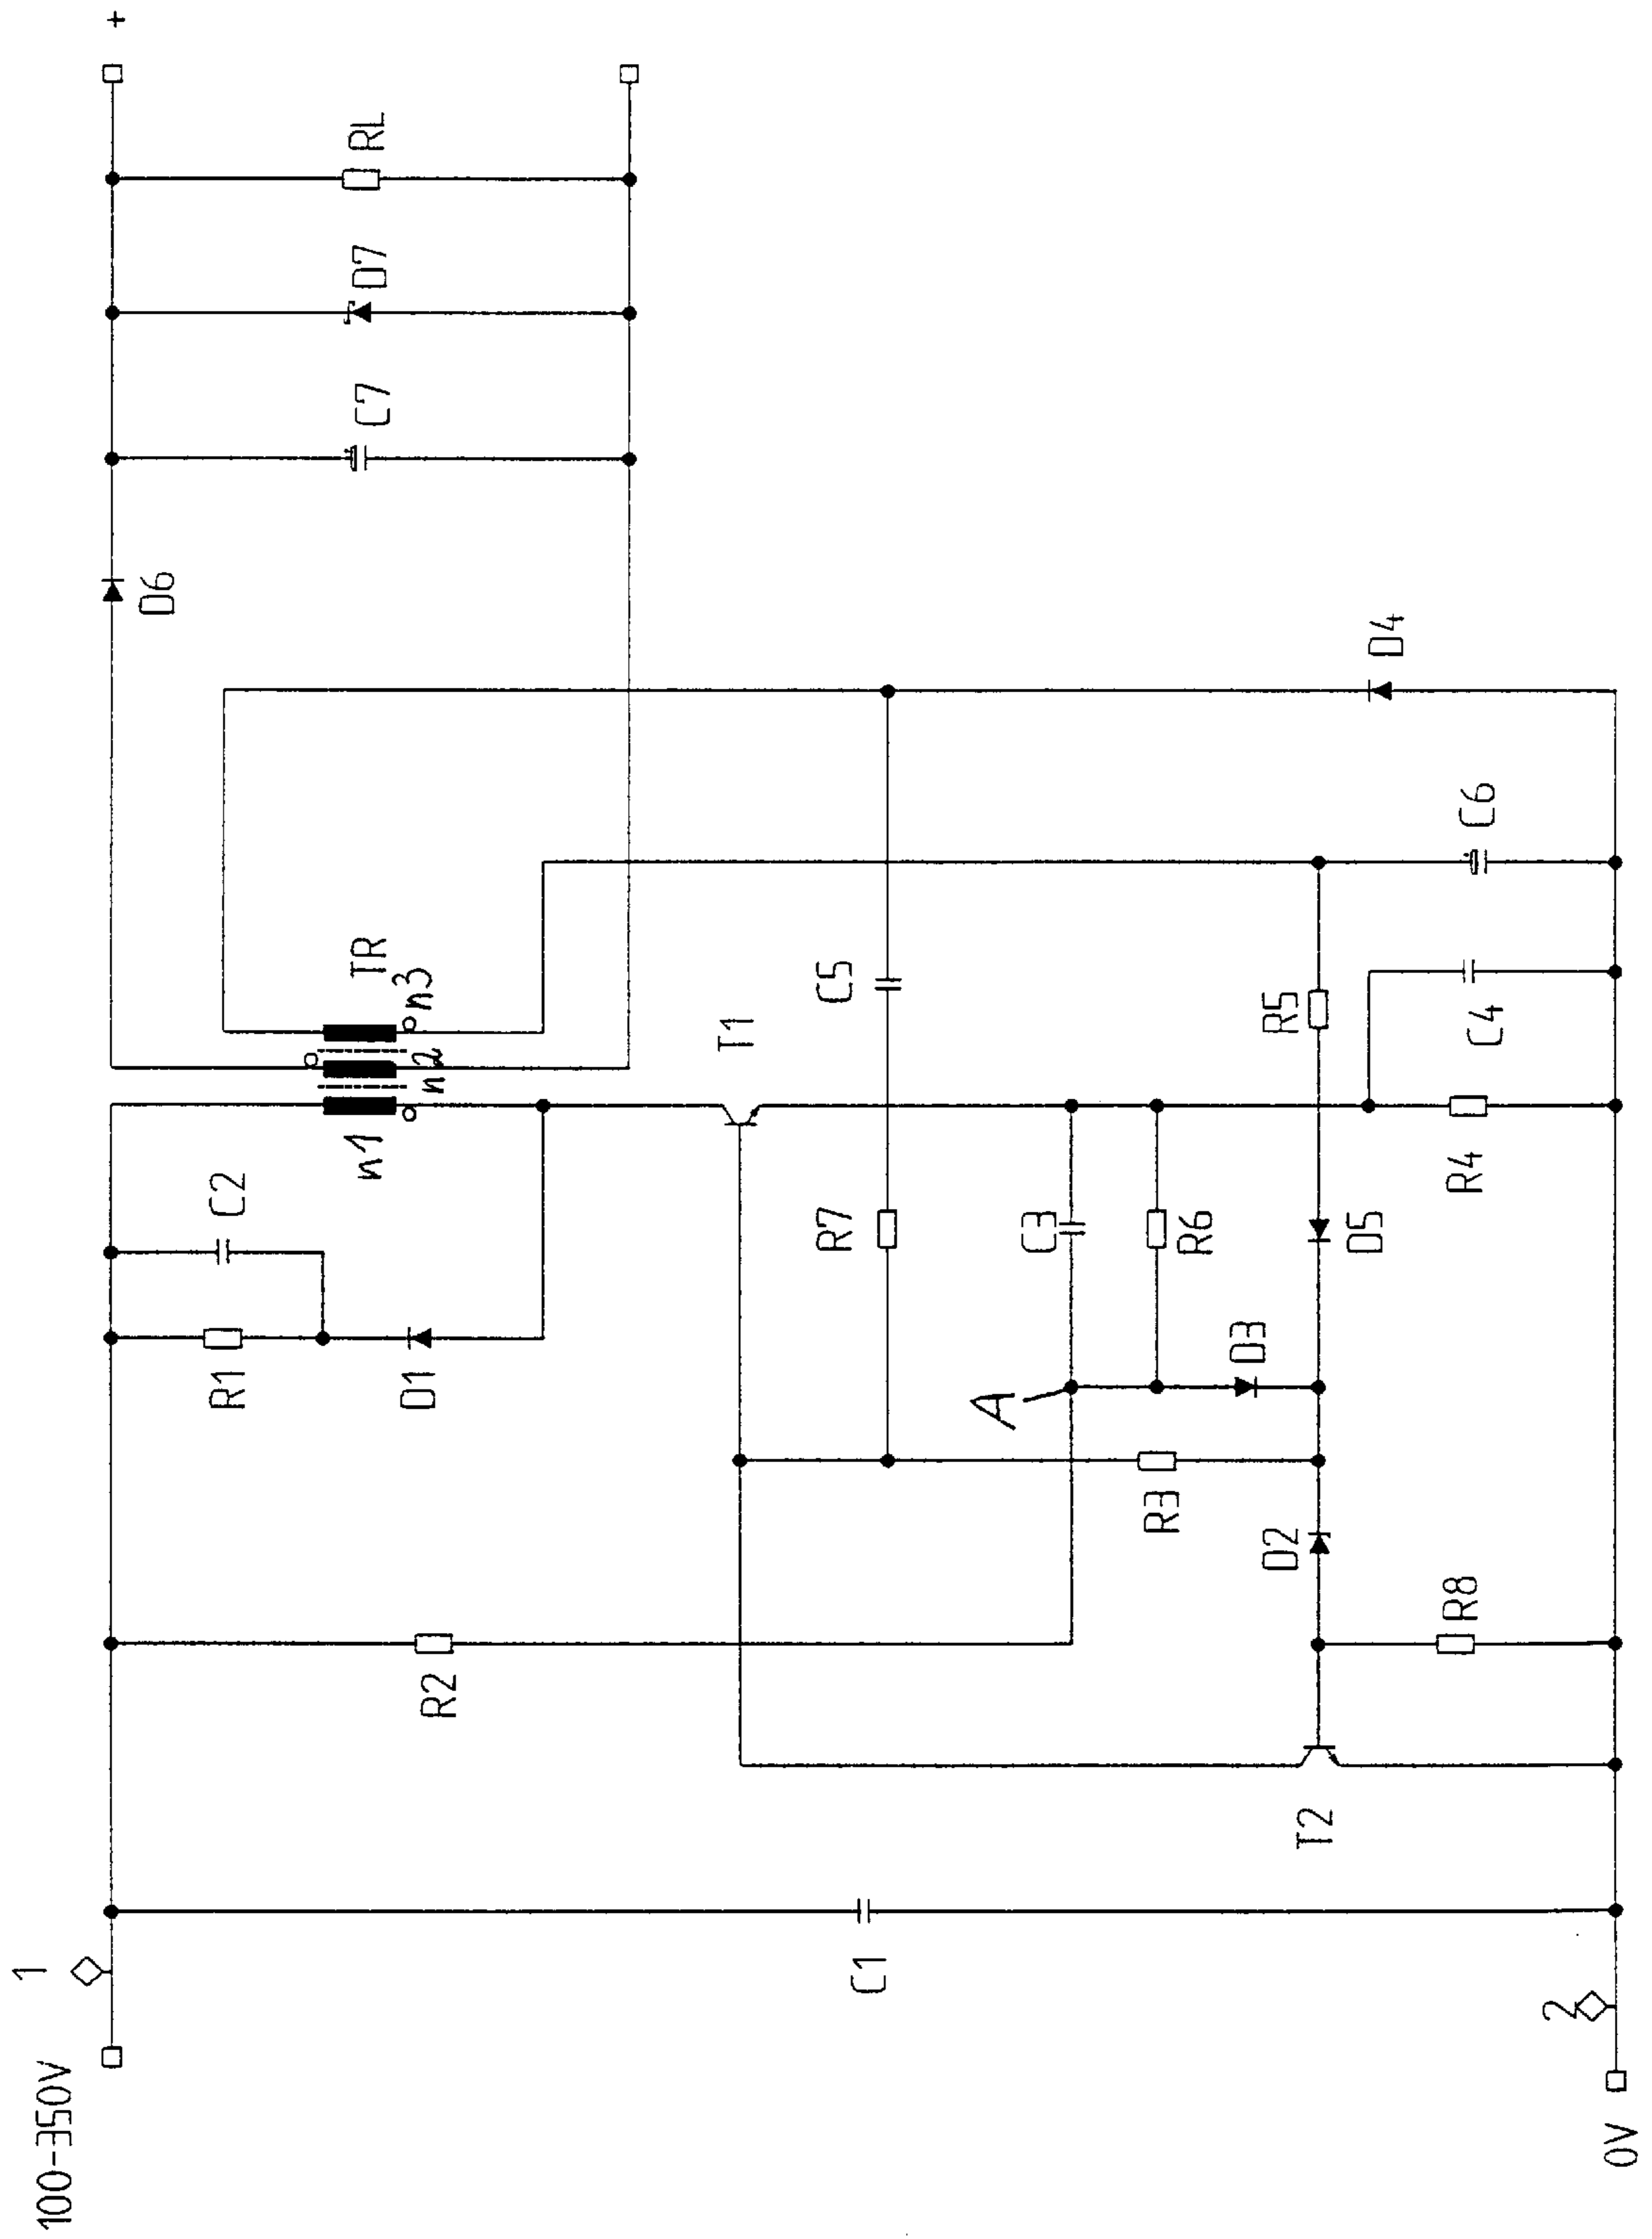 100-350V
1
+
R1
C2
n1
TR
n2
n3
D6
C7
D7
RL
D1
R2
T1
C1
R7
C5
A
C3
R6
R3
D3
D2
R5
D5
T2
R8
R4
C4
C6
D4
2
0V